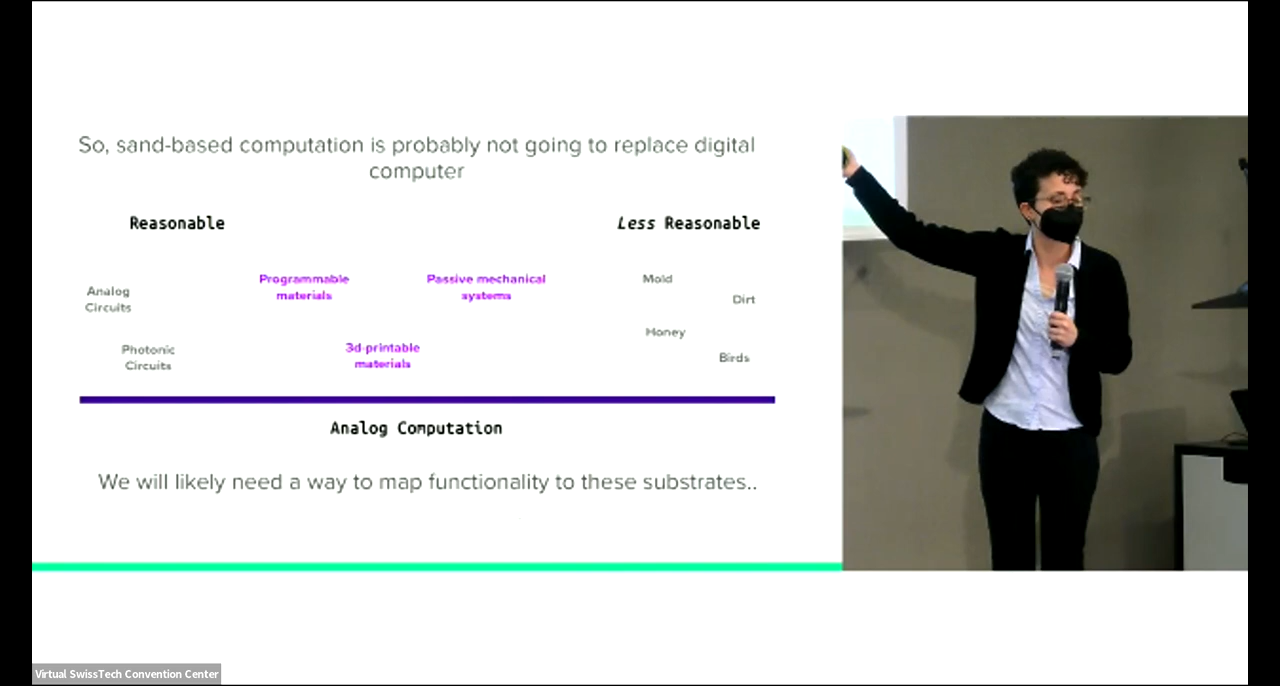 So, sand-based computation is probably not going to replace digital
computer
Reasonable
Less Reasonable
Analog
Circuits
Programmable
materials
Passive mechanical
systems
Mold
Dirt
Photonic
Circuits
3d-printable
materials
Honey
Birds
Analog Computation
We will likely need a way to map functionality to these substrates..
Virtual SwissTech Convention Center